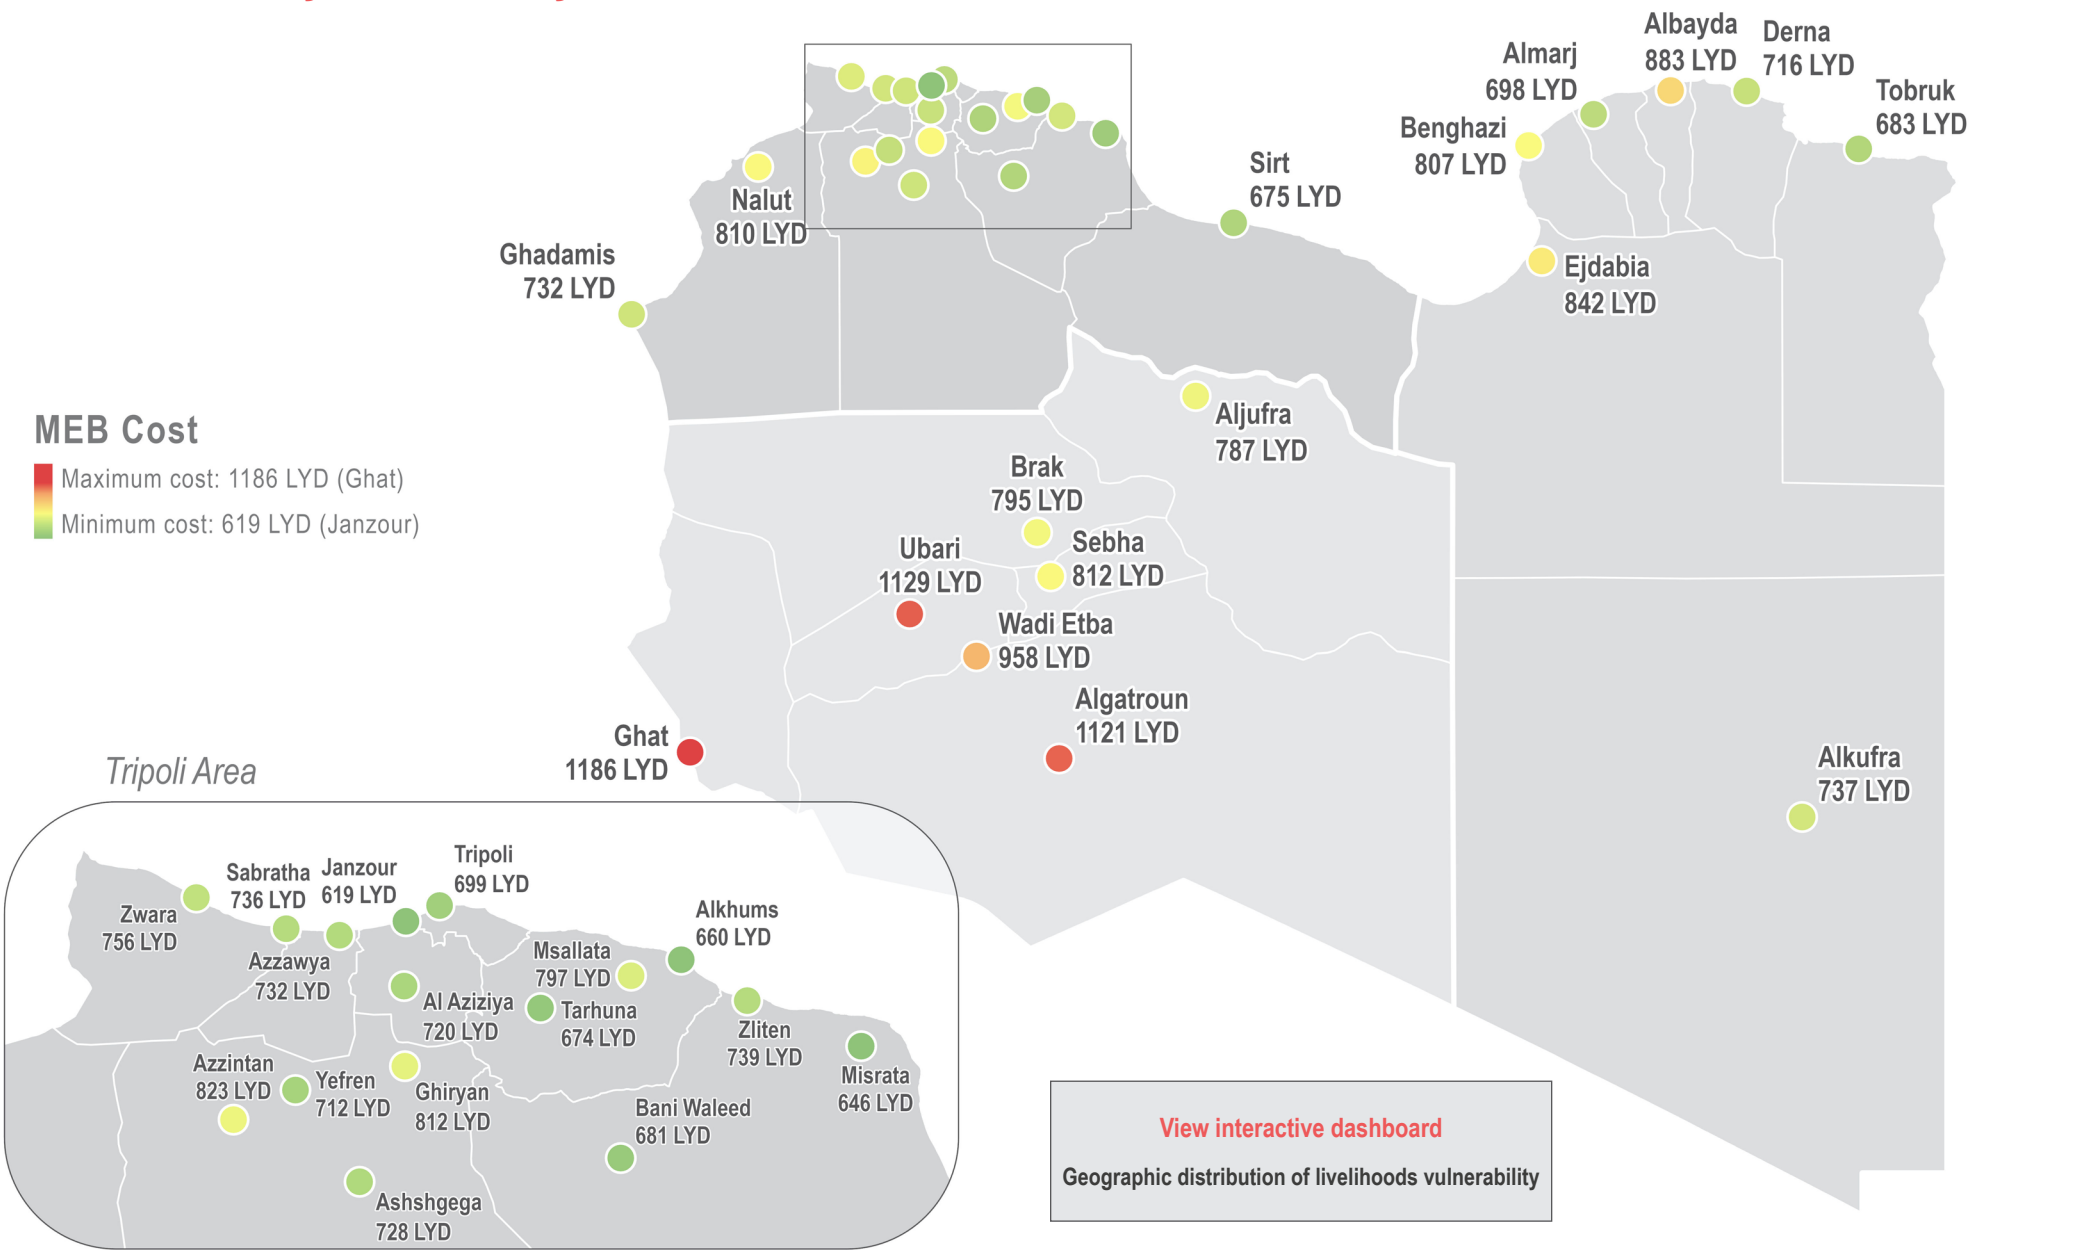 Albayda
883 LYD
Derna
716 LYD
Almarj
698 LYD
Tobruk
683 LYD
Benghazi
807 LYD
Sirt
675 LYD
Nalut
810 LYD
Ghadamis
732 LYD
Ejdabia
842 LYD
MEB Cost
Maximum cost: 1186 LYD (Ghat)
Minimum cost: 619 LYD (Janzour)
Aljufra
787 LYD
Brak
795 LYD
Sebha
812 LYD
Ubari
1129 LYD
Wadi Etba
958 LYD
Algatroun
1121 LYD
Ghat
1186 LYD
Alkufra
737 LYD
Tripoli Area
Tripoli
699 LYD
Janzour
619 LYD
Sabratha
736 LYD
Zwara
756 LYD
Azzawya
732 LYD
Alkhums
660 LYD
Msallata
797 LYD
Al Aziziya
720 LYD
Tarhuna
674 LYD
Zliten
739 LYD
Misrata
646 LYD
Azzintan
823 LYD
Yefren
712 LYD
Ghiryan
812 LYD
Bani Waleed
681 LYD
Ashshgega
728 LYD
View interactive dashboard
Geographic distribution of livelihoods vulnerability